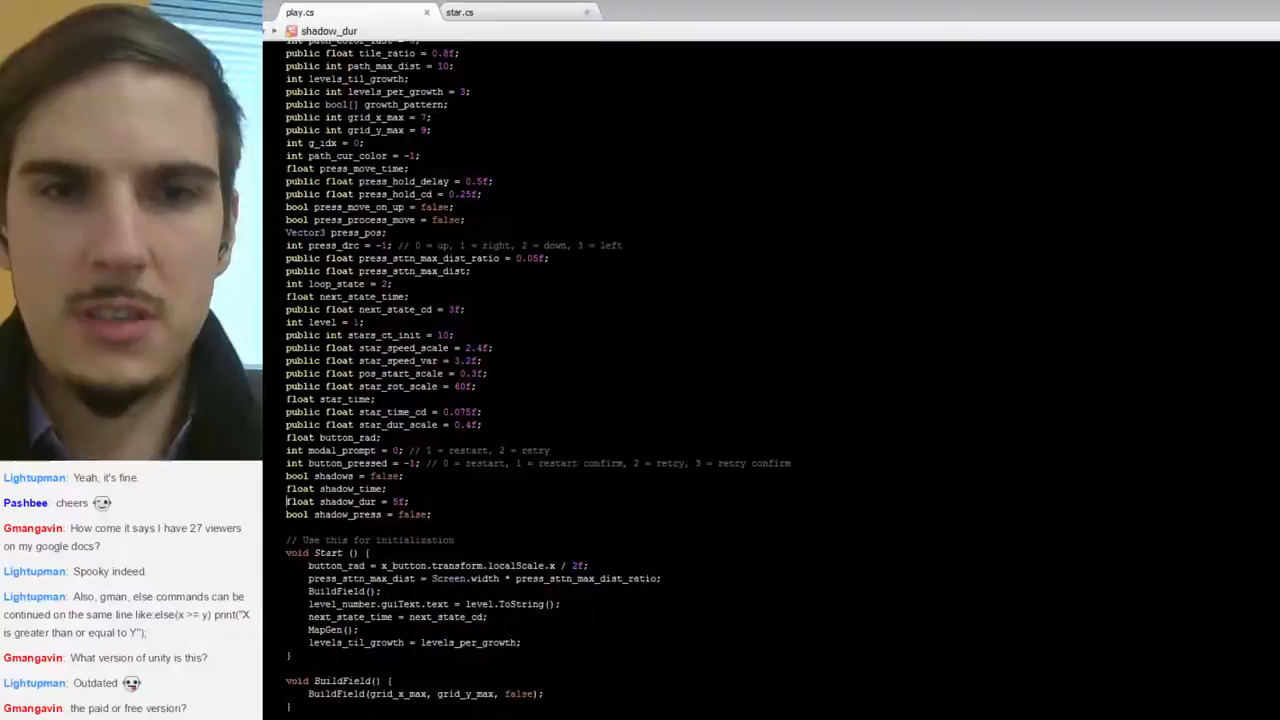 play.cs
star.cs
shadow_dur
public float tile_ratio = 0.8f;
public int path_max_dist = 10;
int levels_til_growth;
public int levels_per_growth = 3;
public bool[] growth_pattern;
public int grid_x_max = 7;
public int grid_y_max = 9;
int g_idx = 0;
int path_cur_color = -1;
float press_move_time;
public float press_hold_delay = 0.5f;
public float press_hold_cd = 0.25f;
bool press_move_on_up = false;
bool press_process_move = false;
Vector3 press_pos;
int press_drc = -1; // 0 = up, 1 = right, 2 = down, 3 = left
public float press_sttn_max_dist_ratio = 0.05f;
public float press_sttn_max_dist;
int loop_state = 2;
float next_state_time;
public float next_state_cd = 3f;
int level = 1;
public int stars_ct_init = 10;
public float star_speed_scale = 2.4f;
public float star_speed_var = 3.2f;
public float pos_start_scale = 0.3f;
public float star_rot_scale = 60f;
float star_time;
public float star_time_cd = 0.075f;
public float star_dur_scale = 0.4f;
float button_rad;
int modal_prompt = 0; // 1 = restart, 2 = retry
int button_pressed = -1; // 0 = restart, 1 = restart confirm, 2 = retry, 3 = retry confirm
bool shadows = false;
float shadow_time;
float shadow_dur = 5f;
bool shadow_press = false;
// Use this for initialization
void Start () {
button_rad = x_button.transform.localScale.x / 2f;
press_sttn_max_dist = Screen.width * press_sttn_max_dist_ratio;
BuildField();
level_number.guiText.text = level.ToString();
next_state_time = next_state_cd;
MapGen();
levels_til_growth = levels_per_growth;
}
void BuildField() {
BuildField(grid_x_max, grid_y_max, false);
}
Lightupman: Yeah, it's fine.
Pashbee: cheers
Gmangavin: How come it says I have 27 viewers
on my google docs?
Lightupman: Spooky indeed.
Lightupman: Also, gman, else commands can be
continued on the same line like:else(x >= y) print("X
is greater than or equal to Y");
Gmangavin: What version of unity is this?
Lightupman: Outdated
Gmangavin: the paid or free version?